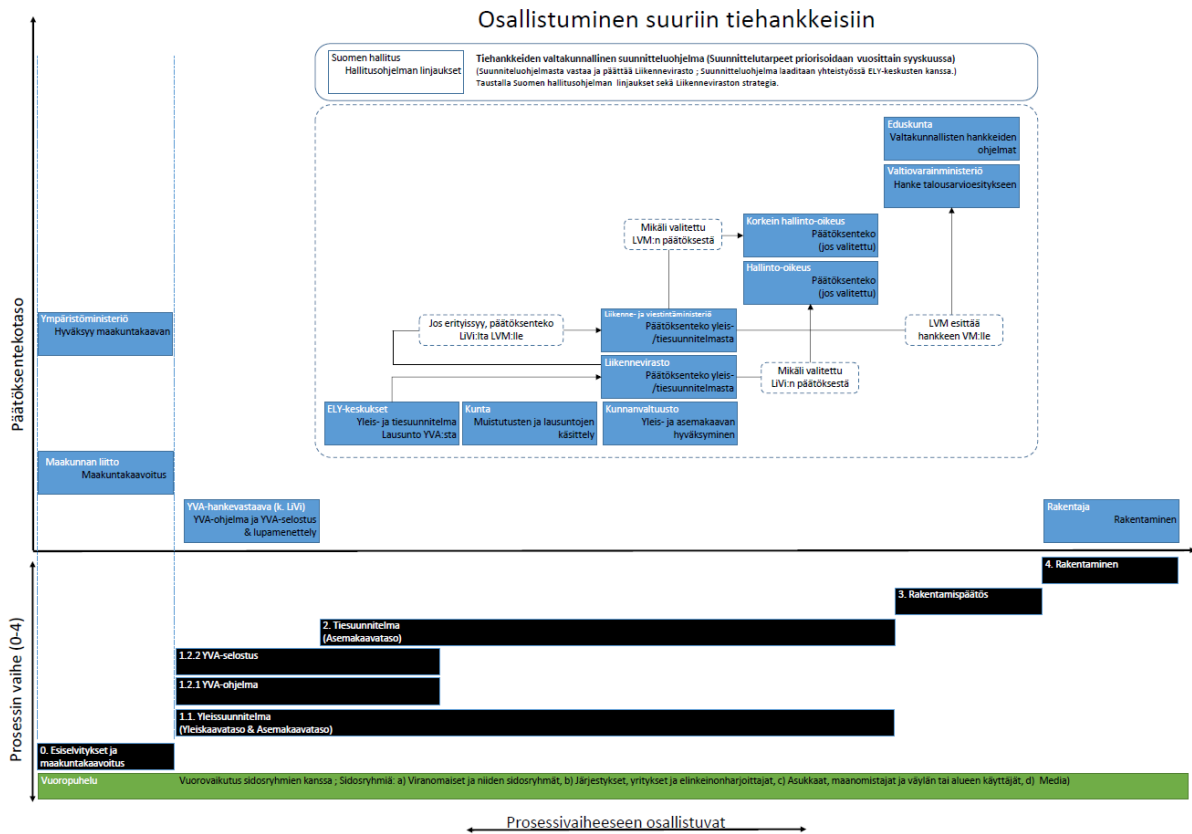 Osallistuminen suuriin tiehankkeisiin
Suomen hallitus
Hallitusohjelman linjaukset
Tiehankkeiden valtakunnallinen suunnitteluohjelma (Suunnittelutarpeet priorisoidaan vuosittain syyskuussa)
(Suunniteluohjelmasta vastaa ja päättää Liikennevirasto ; Suunnitteluohjelma laaditaan yhteistyössä ELY-keskusten kanssa.)
Taustalla Suomen hallitusohjelman linjaukset sekä Liikenneviraston strategia.
Eduskunta
Valtakunnallisten hankkeiden
ohjelmat
Valtiovarainministeriö
Hanke talousarvioesitykseen
Mikäli valitettu
LVM:n päätöksestä
Korkein hallinto-oikeus
Päätöksenteko
(jos valitettu)
Hallinto-oikeus
Päätöksenteko
(jos valitettu)
Ympäristöministeriö
Hyväksyy maakuntakaavan
Jos erityissyy, päätöksenteko
LiVi:lta LVM:lle
Liikenne- ja viestintäministeriö
Päätöksenteko yleis-
/tiesuunnitelmasta
LVM esittää
hankkeen VM:lle
Liikennevirasto
Päätöksenteko yleis-
/tiesuunnitelmasta
Mikäli valitettu
LiVi:n päätöksestä
ELY-keskukset
Yleis- ja tiesuunnitelma
Lausunto YVA:sta
Kunta
Muistutusten ja lausuntojen
käsittely
Kunnanvaltuusto
Yleis- ja asemakaavan
hyväksyminen
Maakunnan liitto
Maakuntakaavoitus
YVA-hankevastaava (k. LiVi)
YVA-ohjelma ja YVA-selostus
& lupamenettely
Rakentaja
Rakentaminen
Päätöksentekotaso
4. Rakentaminen
3. Rakentamispäätös
2. Tiesuunnitelma
(Asemakaavataso)
1.2.2 YVA-selostus
1.2.1 YVA-ohjelma
1.1. Yleissuunnitelma
(Yleiskaavataso & Asemakaavataso)
0. Esiselvitykset ja
maakuntakaavoitus
Prosessin vaihe (0-4)
Vuoropuhelu
Vuorovaikutus sidosryhmien kanssa ; Sidosryhmiä: a) Viranomaiset ja niiden sidosryhmät, b) Järjestykset, yritykset ja elinkeinonharjoittajat, c) Asukkaat, maanomistajat ja väylän tai alueen käyttäjät, d) Media)
Prosessivaiheeseen osallistuvat